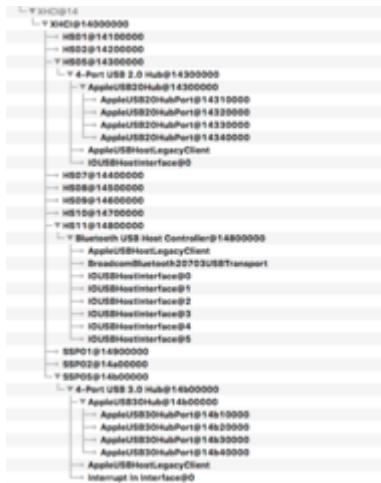 XHCI@14
XHCI@14000000
HS01@14100000
HS02@14200000
HS05@14300000
4-Port USB 2.0 Hub@14300000
AppleUSB20Hub@14300000
AppleUSB20HubPort@14310000
AppleUSB20HubPort@14320000
AppleUSB20HubPort@14330000
AppleUSB20HubPort@14340000
AppleUSBHostLegacyClient
IOUSBHostInterface@0
HS07@14400000
HS08@14500000
HS09@14600000
HS10@14700000
HS11@14800000
Bluetooth USB Host Controller@14800000
AppleUSBHostLegacyClient
BroadcomBluetooth20703USBTransport
IOUSBHostInterface@0
IOUSBHostInterface@1
IOUSBHostInterface@2
IOUSBHostInterface@3
IOUSBHostInterface@4
IOUSBHostInterface@5
SSP01@14900000
SSP02@14a00000
SSP05@14b00000
4-Port USB 3.0 Hub@14b00000
AppleUSB30Hub@14b00000
AppleUSB30HubPort@14b10000
AppleUSB30HubPort@14b20000
AppleUSB30HubPort@14b30000
AppleUSB30HubPort@14b40000
AppleUSBHostLegacyClient
Interrupt In Interface@0